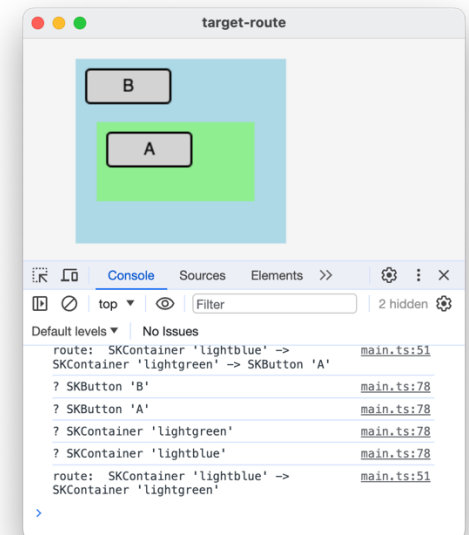 target-route
B
A
Console Sources Elements
top Filter 2 hidden
Default levels No Issues
route:  SKContainer 'lightblue' -> main.ts:51
SKContainer 'lightgreen' -> SKButton 'A'
? SKButton 'B' main.ts:78
? SKButton 'A' main.ts:78
? SKContainer 'lightgreen' main.ts:78
? SKContainer 'lightblue' main.ts:78
route:  SKContainer 'lightblue' -> main.ts:51
SKContainer 'lightgreen'
>